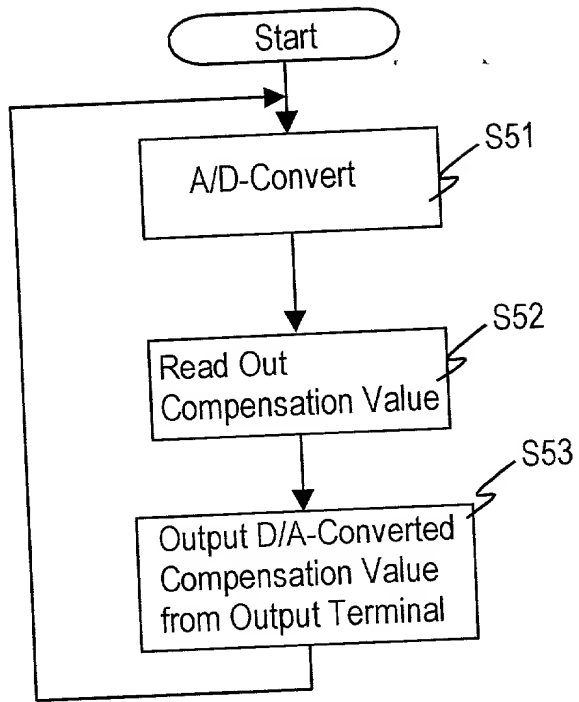 Start
A/D-Convert
S51
Read Out
Compensation Value
S52
Output D/A-Converted
Compensation Value
from Output Terminal
S53